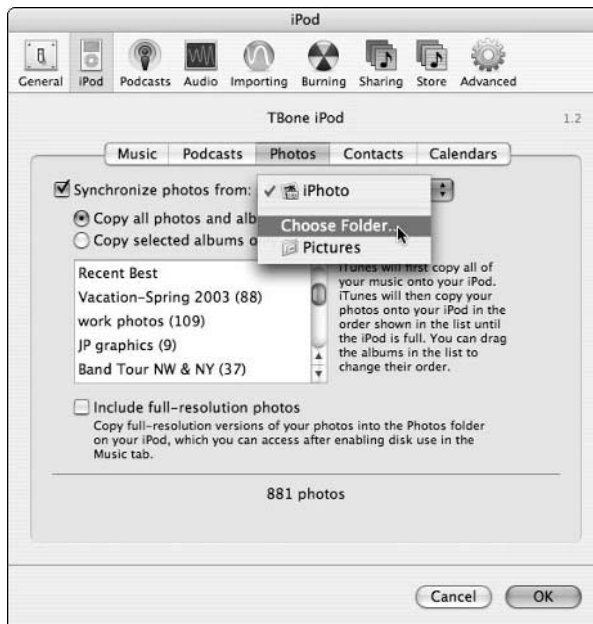 iPod
General iPod Podcasts Audio Importing Burning Sharing Store Advanced
TBone iPod 1.2
Music Podcasts Photos Contacts Calendars
Synchronize photos from: ✓ iPhoto
Choose Folder...
Pictures
Copy all photos and alb
Copy selected albums o
Recent Best
Vacation-Spring 2003 (88)
work photos (109)
JP graphics (9)
Band Tour NW & NY (37)
iTunes will first copy all of
your music onto your iPod.
iTunes will then copy your
photos onto your iPod in the
order shown in the list until
the iPod is full. You can drag
the albums in the list to
change their order.
Include full-resolution photos
Copy full-resolution versions of your photos into the Photos folder
on your iPod, which you can access after enabling disk use in the
Music tab.
881 photos
Cancel OK